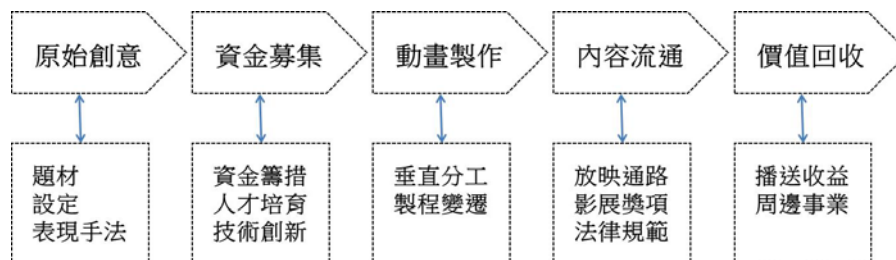 原始創意
資金募集
動畫製作
內容流通
價值回收
題材
設定
表現手法
資金籌措
人才培育
技術創新
垂直分工
製程變遷
放映通路
影展獎項
法律規範
播送收益
周邊事業